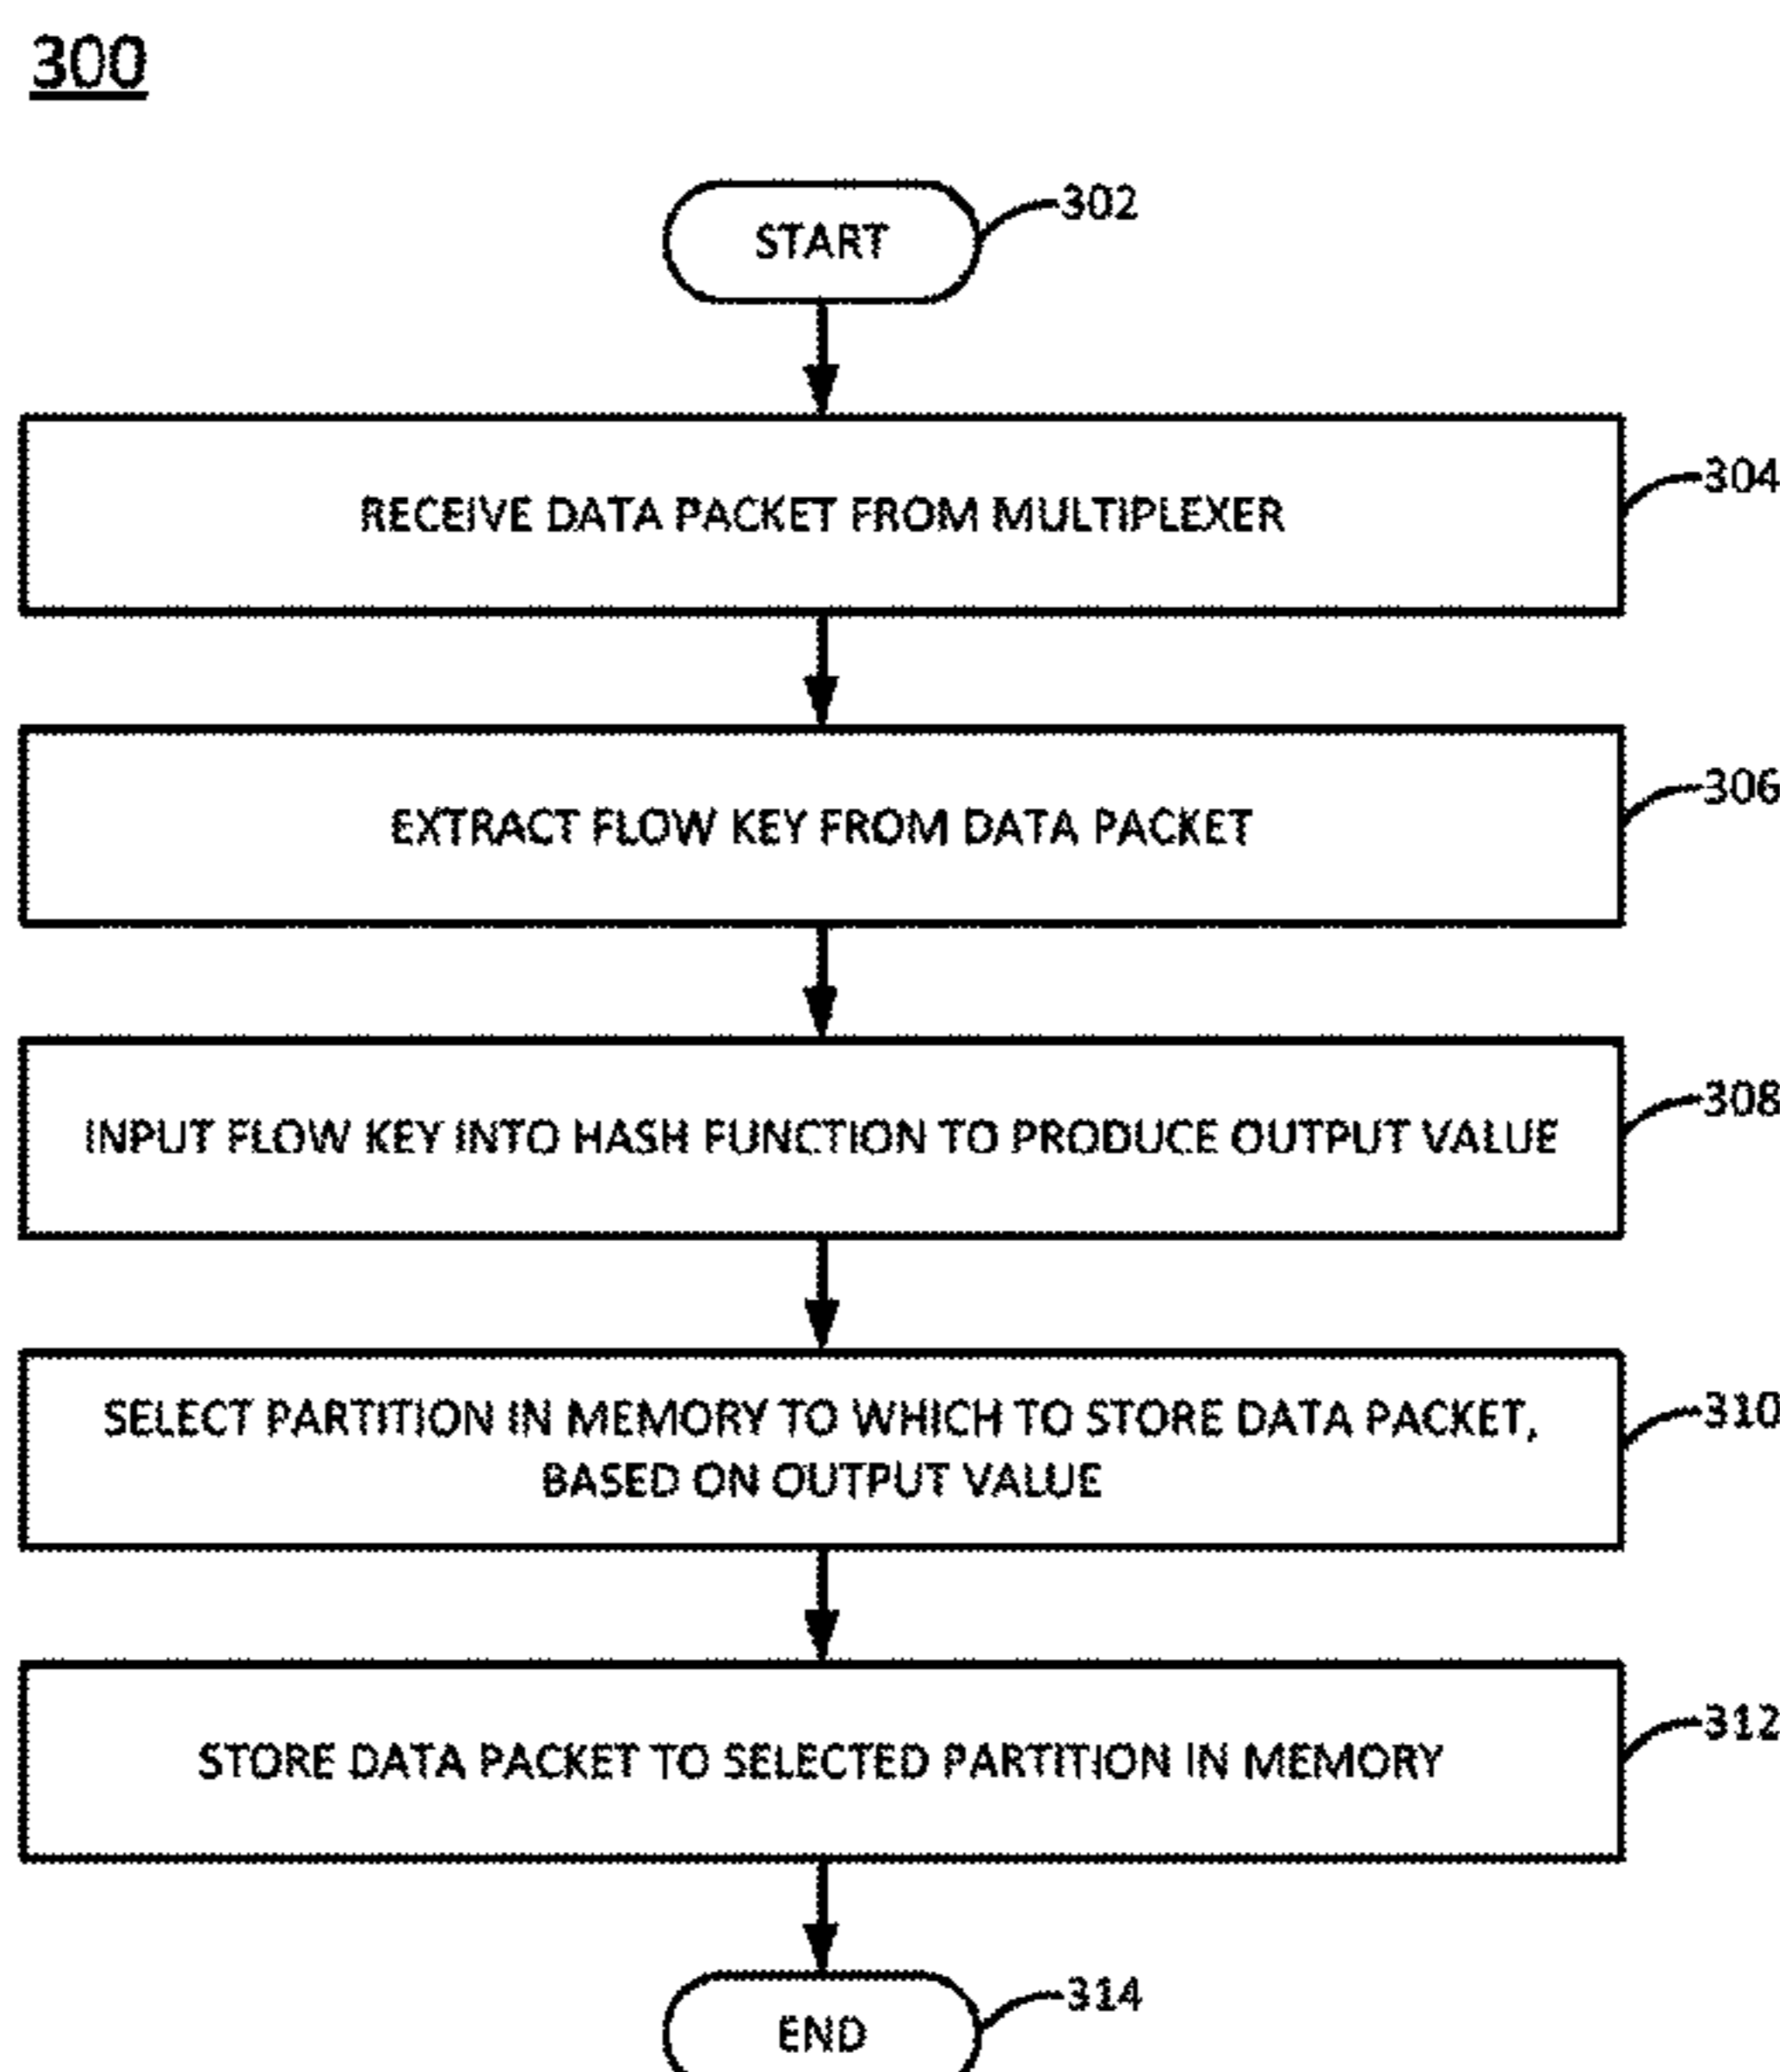 300
START
302
RECEIVE DATA PACKET FROM MULTIPLEXER
304
EXTRACT FLOW KEY FROM DATA PACKET
306
INPUT FLOW KEY INTO HASH FUNCTION TO PRODUCE OUTPUT VALUE
308
SELECT PARTITION IN MEMORY TO WHICH TO STORE DATA PACKET,
BASED ON OUTPUT VALUE
310
STORE DATA PACKET TO SELECTED PARTITION IN MEMORY
312
END
314